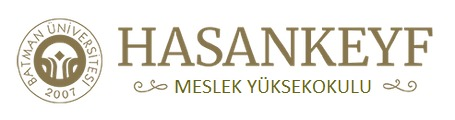 BATMAN ÜNİVERSİTESİ
2007
HASANKEYF
MESLEK YÜKSEKOKULU